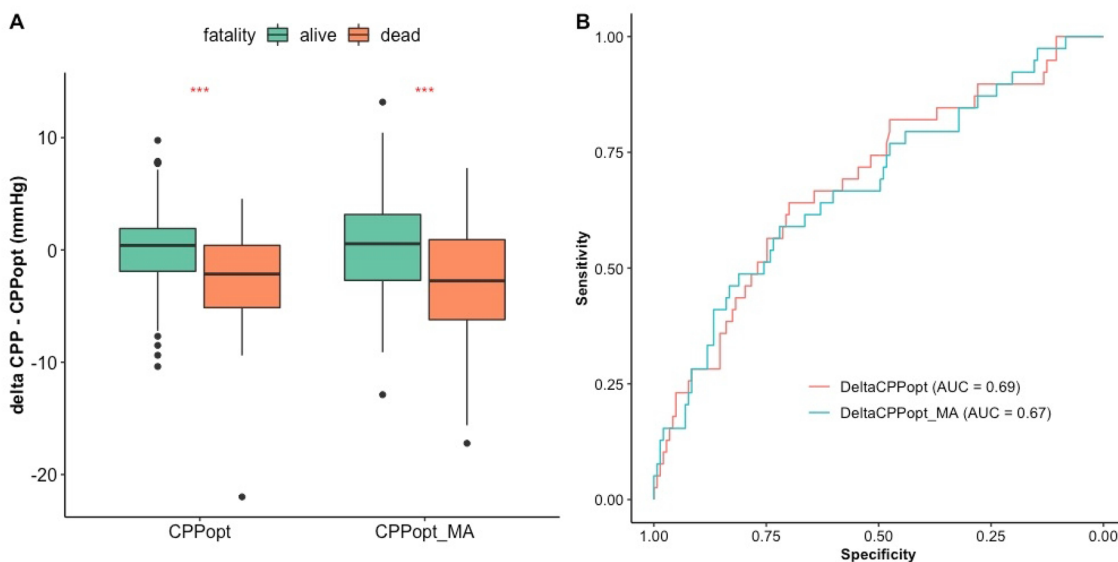 A
fatality alive dead
*** ***
delta CPP - CPPopt (mmHg)
10
0
-10
-20
CPPopt CPPopt_MA
B
Sensitivity
1.00
0.75
0.50
0.25
0.00
DeltaCPPopt (AUC = 0.69)
DeltaCPPopt_MA (AUC = 0.67)
1.00 0.75 0.50 0.25 0.00
Specificity